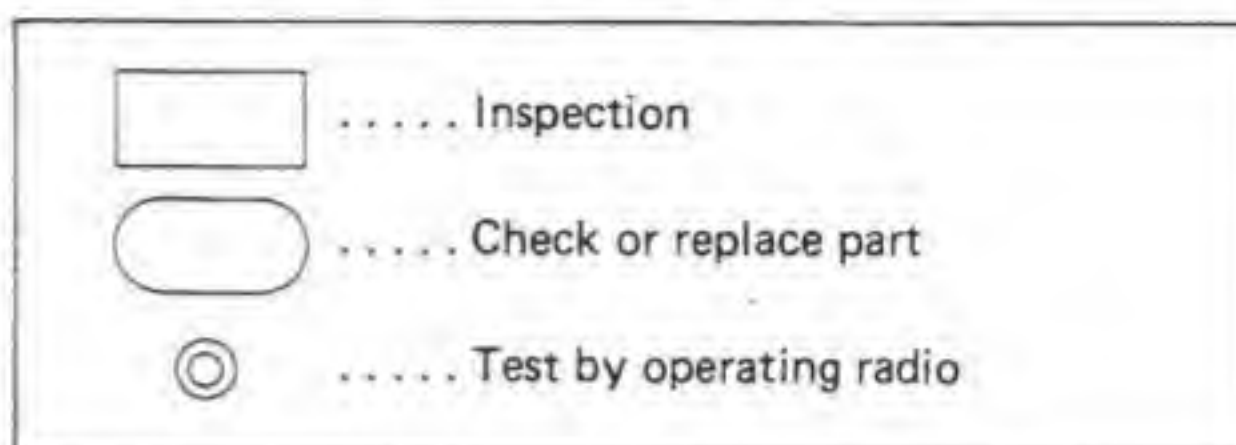 ..... Inspection
..... Check or replace part
..... Test by operating radio